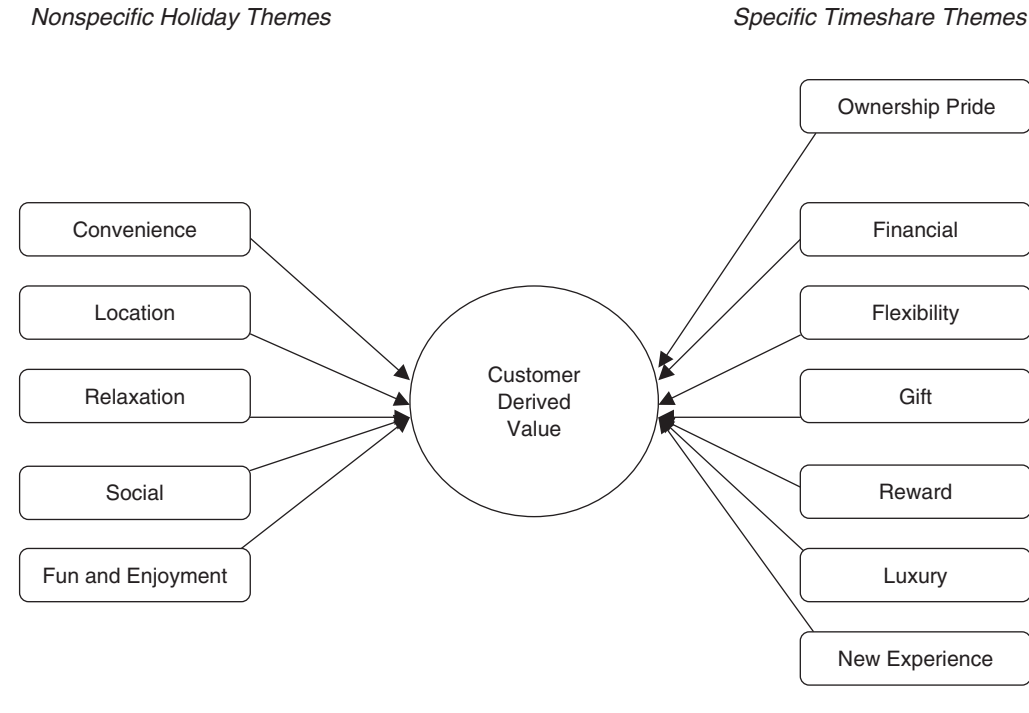 Nonspecific Holiday Themes
Specific Timeshare Themes
Convenience
Location
Relaxation
Social
Fun and Enjoyment
Customer
Derived
Value
Ownership Pride
Financial
Flexibility
Gift
Reward
Luxury
New Experience